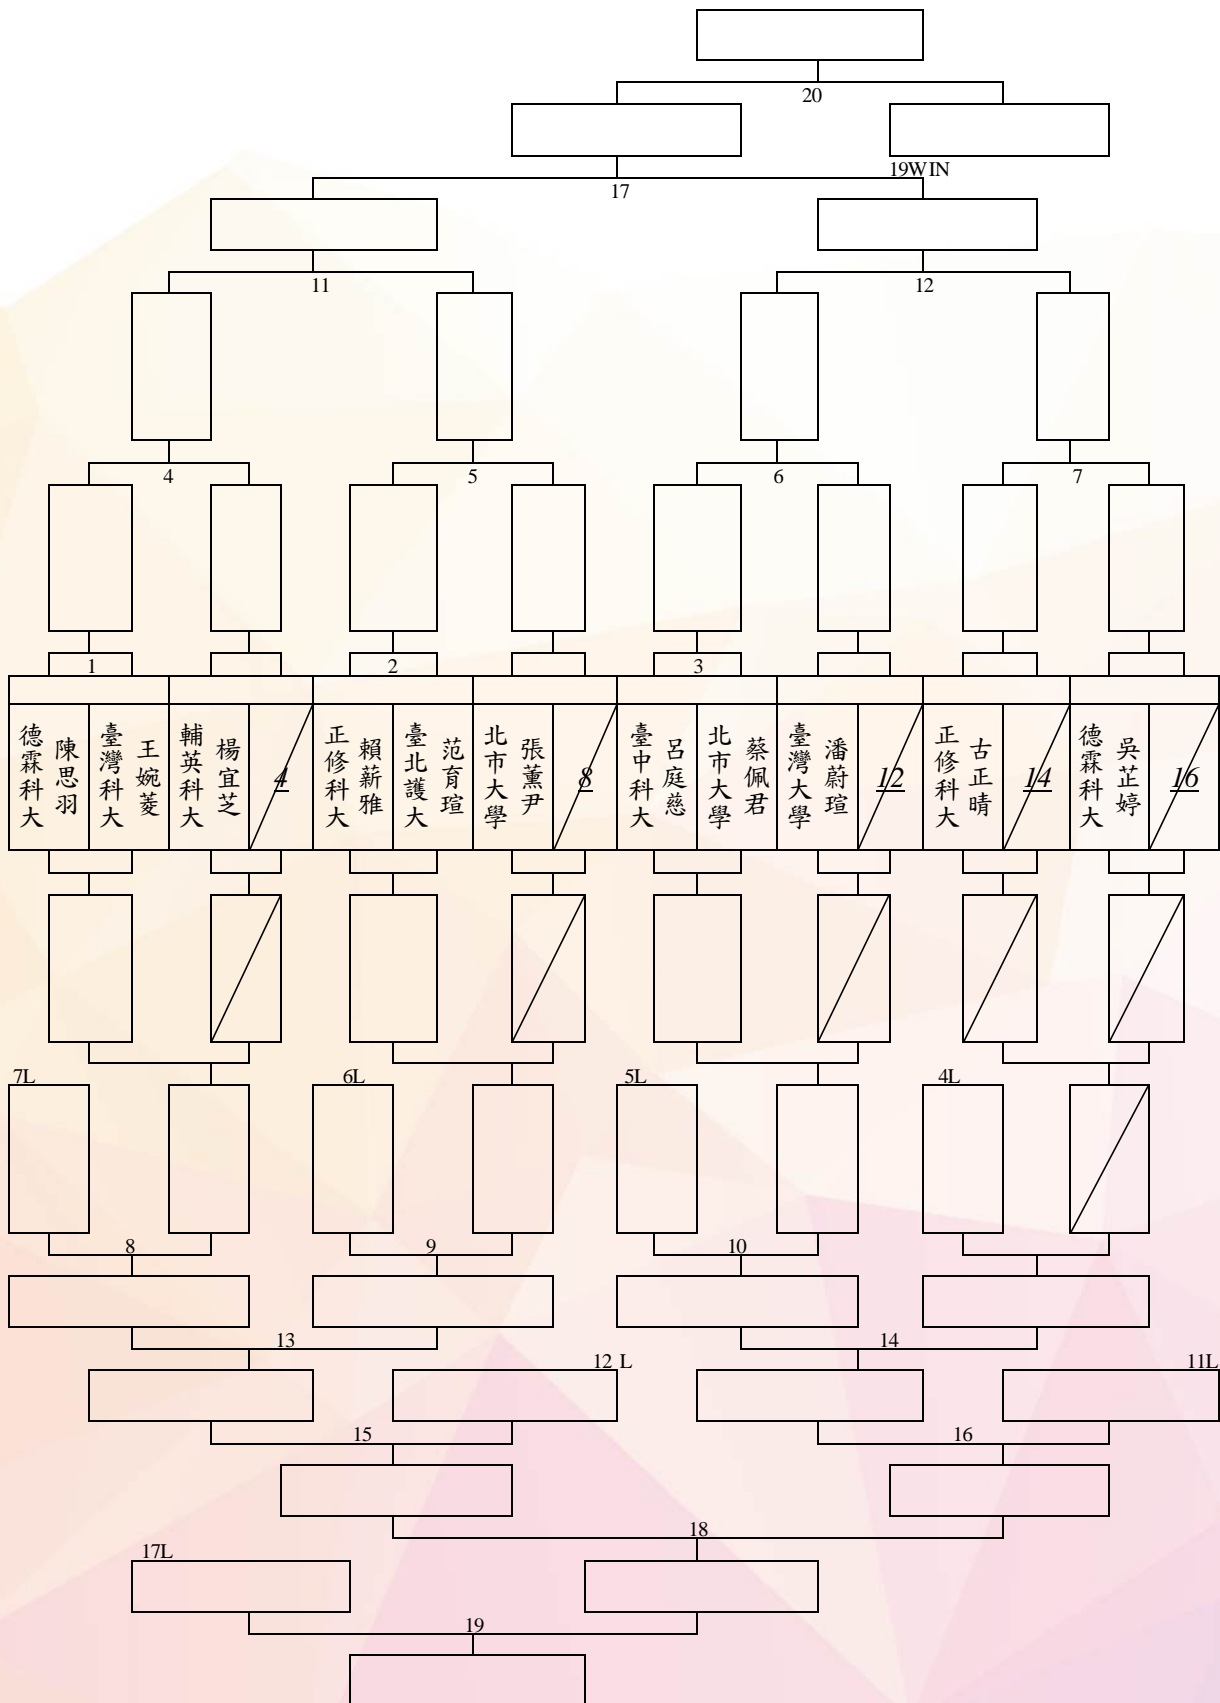 20
19WIN
17
11
12
4
5
6
7
1
2
3
德霖科大
陳思羽
臺灣科大
王婉菱
輔英科大
楊宜芝
4
正修科大
賴薪雅
臺北護大
范育瑄
北市大學
張薰尹
8
臺中科大
呂庭慈
北市大學
蔡佩君
臺灣大學
潘蔚瑄
12
正修科大
古正晴
14
德霖科大
吳芷婷
16
7L
6L
5L
4L
8
9
10
13
14
12 L
11L
15
16
18
17L
19